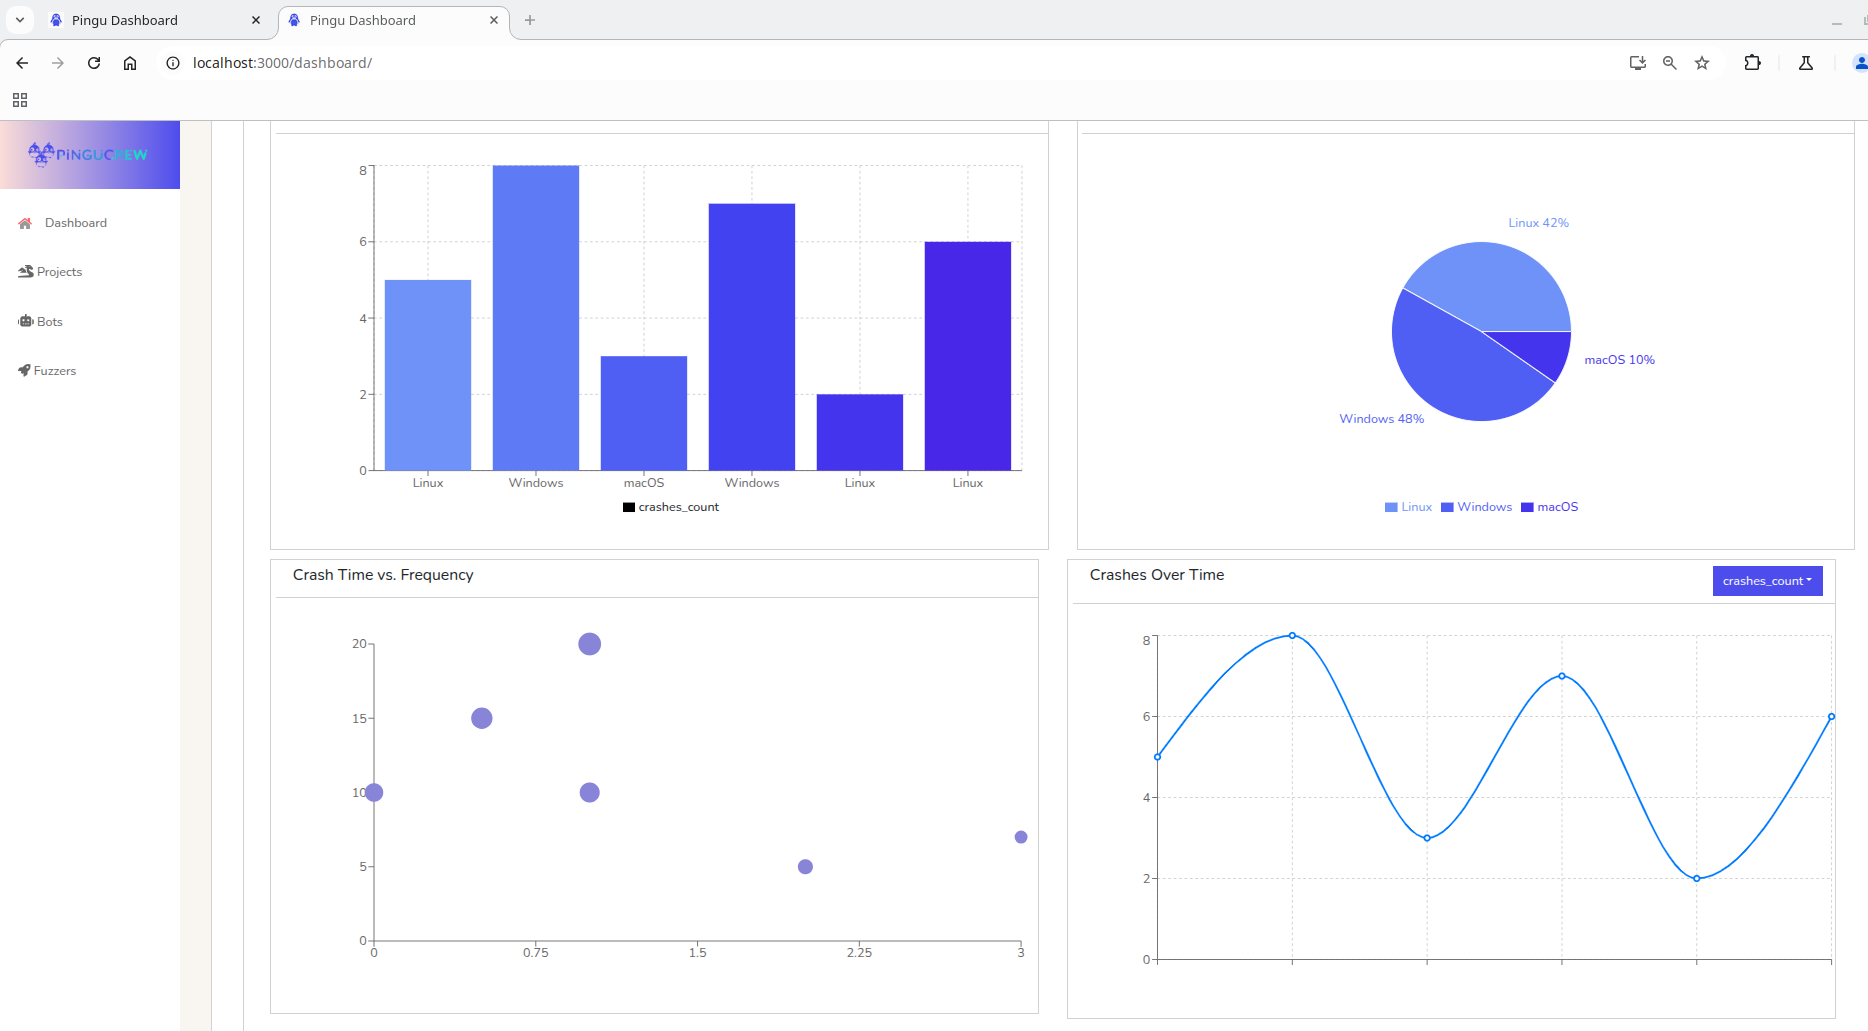 Pingu Dashboard
Pingu Dashboard
localhost:3000/dashboard/
PINGUCREW
Dashboard
Projects
Bots
Fuzzers
8
6
4
2
0
Linux Windows macOS Windows Linux Linux
crashes_count
Linux 42%
macOS 10%
Windows 48%
Linux Windows macOS
Crash Time vs. Frequency
20
15
10
5
0
0 0.75 1.5 2.25 3
Crashes Over Time
crashes_count
8
6
4
2
0